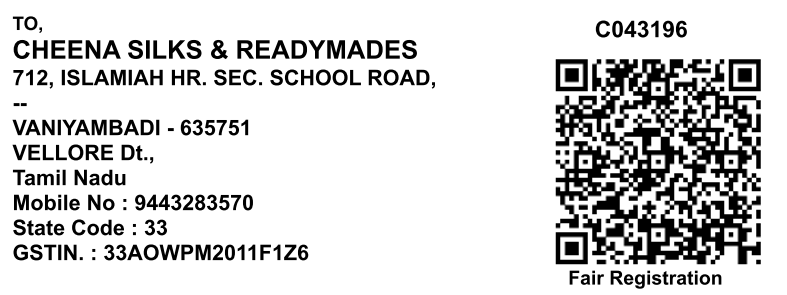 TO,
CHEENA SILKS & READYMADES
712, ISLAMIAH HR. SEC. SCHOOL ROAD,
--
VANIYAMBADI - 635751
VELLORE Dt.,
Tamil Nadu
Mobile No : 9443283570
State Code : 33
GSTIN. : 33AOWPM2011F1Z6
C043196
Fair Registration